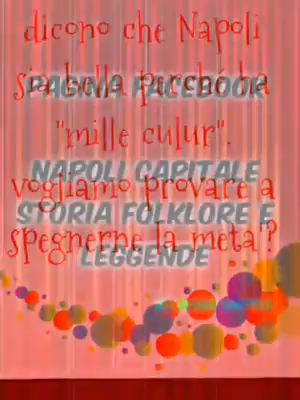 dicono che Napoli
sia bella perché ha
PAGINA FACEBOOK
"mille culur".
NAPOLI CAPITALE
vogliamo provare a
STORIA FOLKLORE E
spegnerne la metà?
LEGGENDE